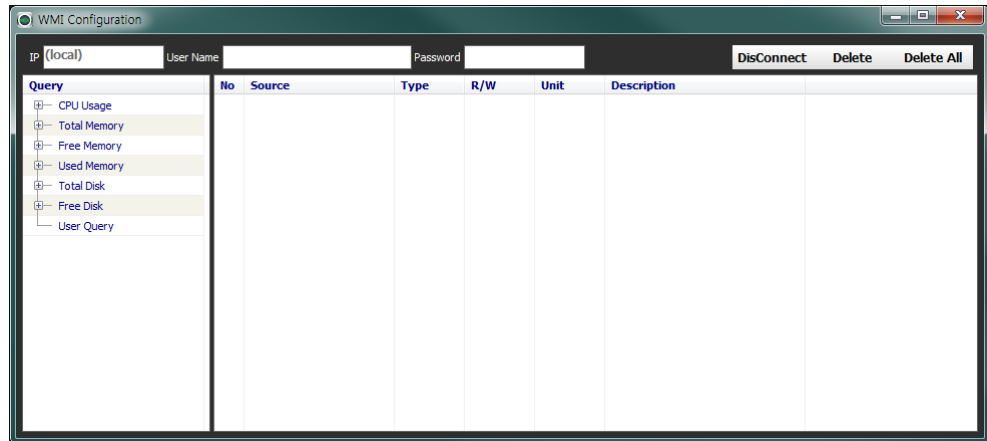 WMI Configuration
IP (local) User Name Password DisConnect Delete Delete All
Query No Source Type R/W Unit Description
CPU Usage
Total Memory
Free Memory
Used Memory
Total Disk
Free Disk
User Query